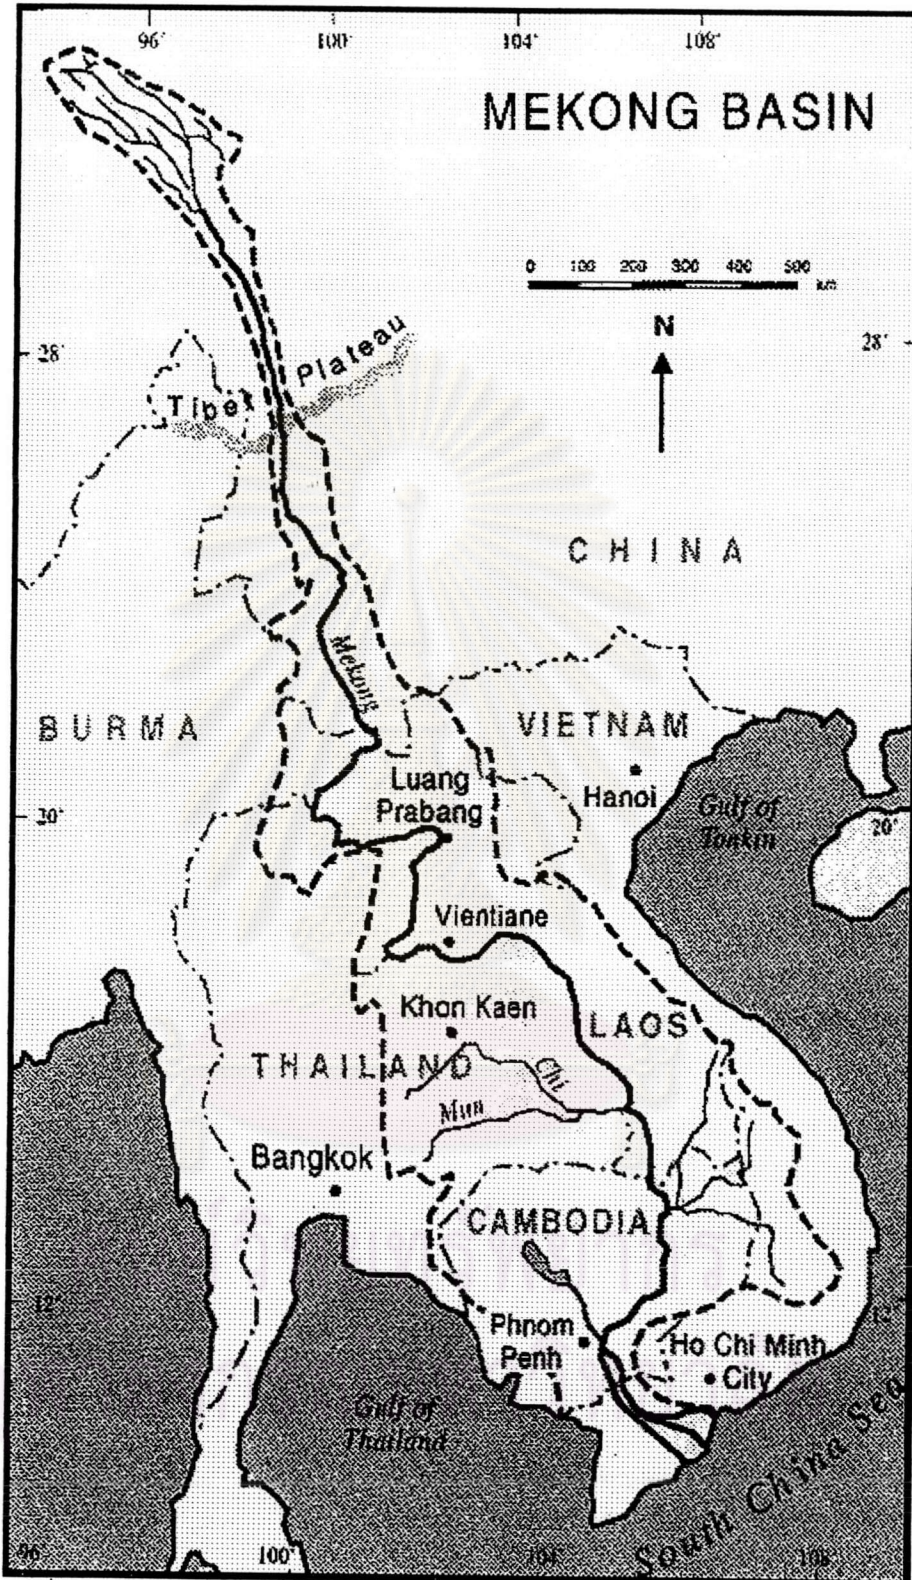 96°
100°
104°
108°
MEKONG BASIN
0 100 200 300 400 500
km
N
28°
28°
Plateau
Tibet
CHINA
Mekong
BURMA
VIETNAM
Luang
Prabang
Hanoi
Gulf of
Tonkin
20°
20°
Vientiane
Khon Kaen
LAOS
THAILAND
Chi
Mun
Bangkok
CAMBODIA
12°
12°
Phnom
Penh
Ho Chi Minh
City
Gulf of
Thailand
South China Sea
96°
100°
104°
108°